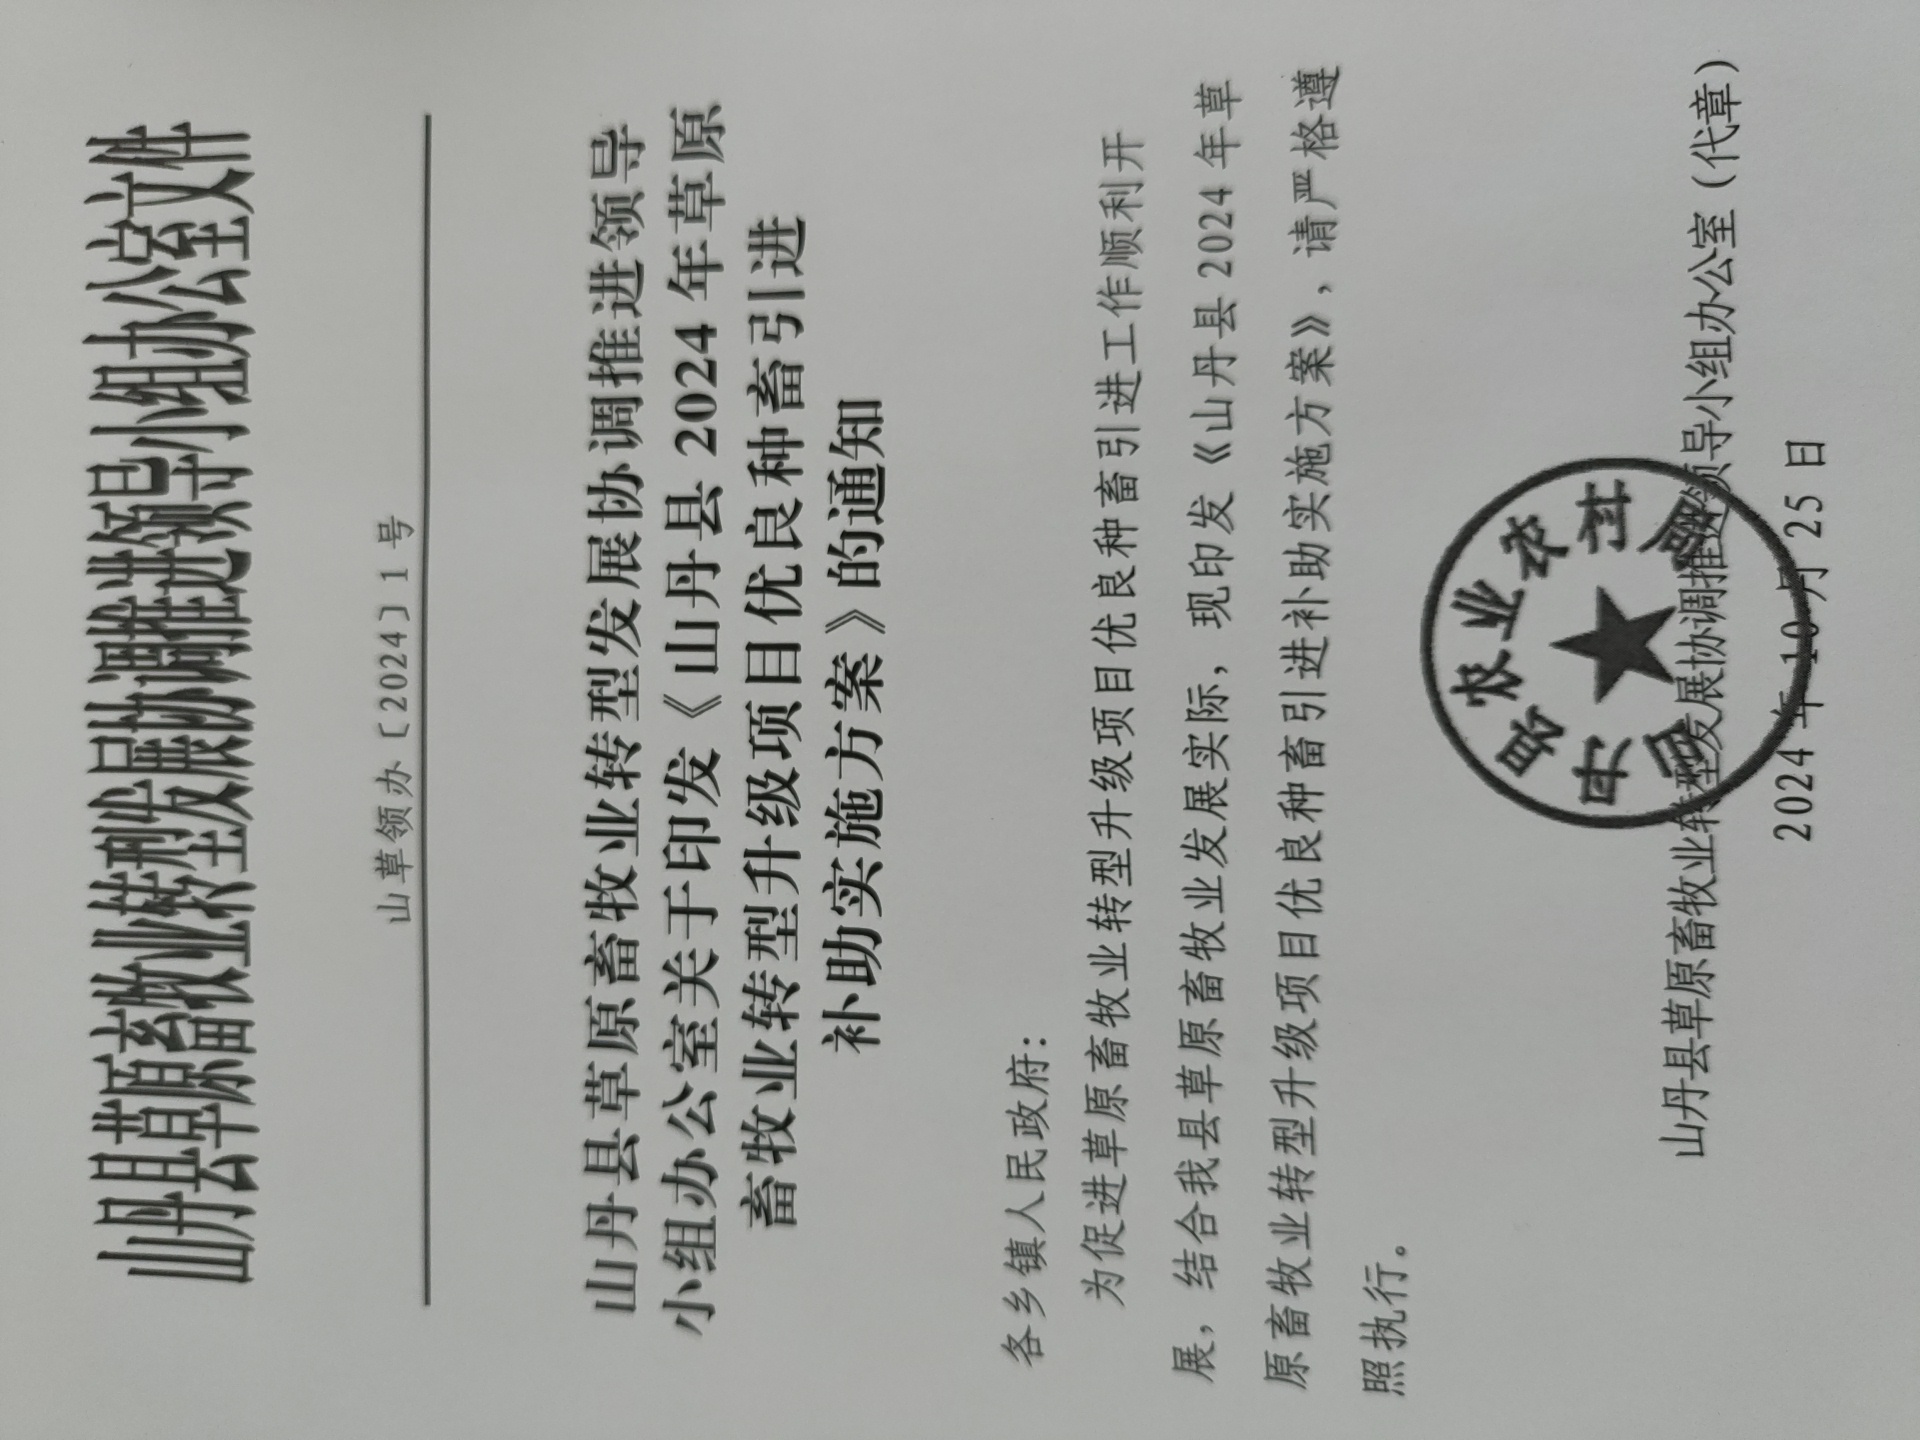 山丹县草原畜牧业转型发展协调推进领导小组办公室文件
山草领办〔2024〕1号
山丹县草原畜牧业转型发展协调推进领导
小组办公室关于印发《山丹县2024年草原
畜牧业转型升级项目优良种畜引进
补助实施方案》的通知
各乡镇人民政府：
为促进草原畜牧业转型升级项目优良种畜引进工作顺利开
展，结合我县草原畜牧业发展实际，现印发《山丹县2024年草
原畜牧业转型升级项目优良种畜引进补助实施方案》，请严格遵
照执行。
山丹县草原畜牧业转型发展协调推进领导小组办公室（代章）
2024年10月25日
山丹县农业农村局